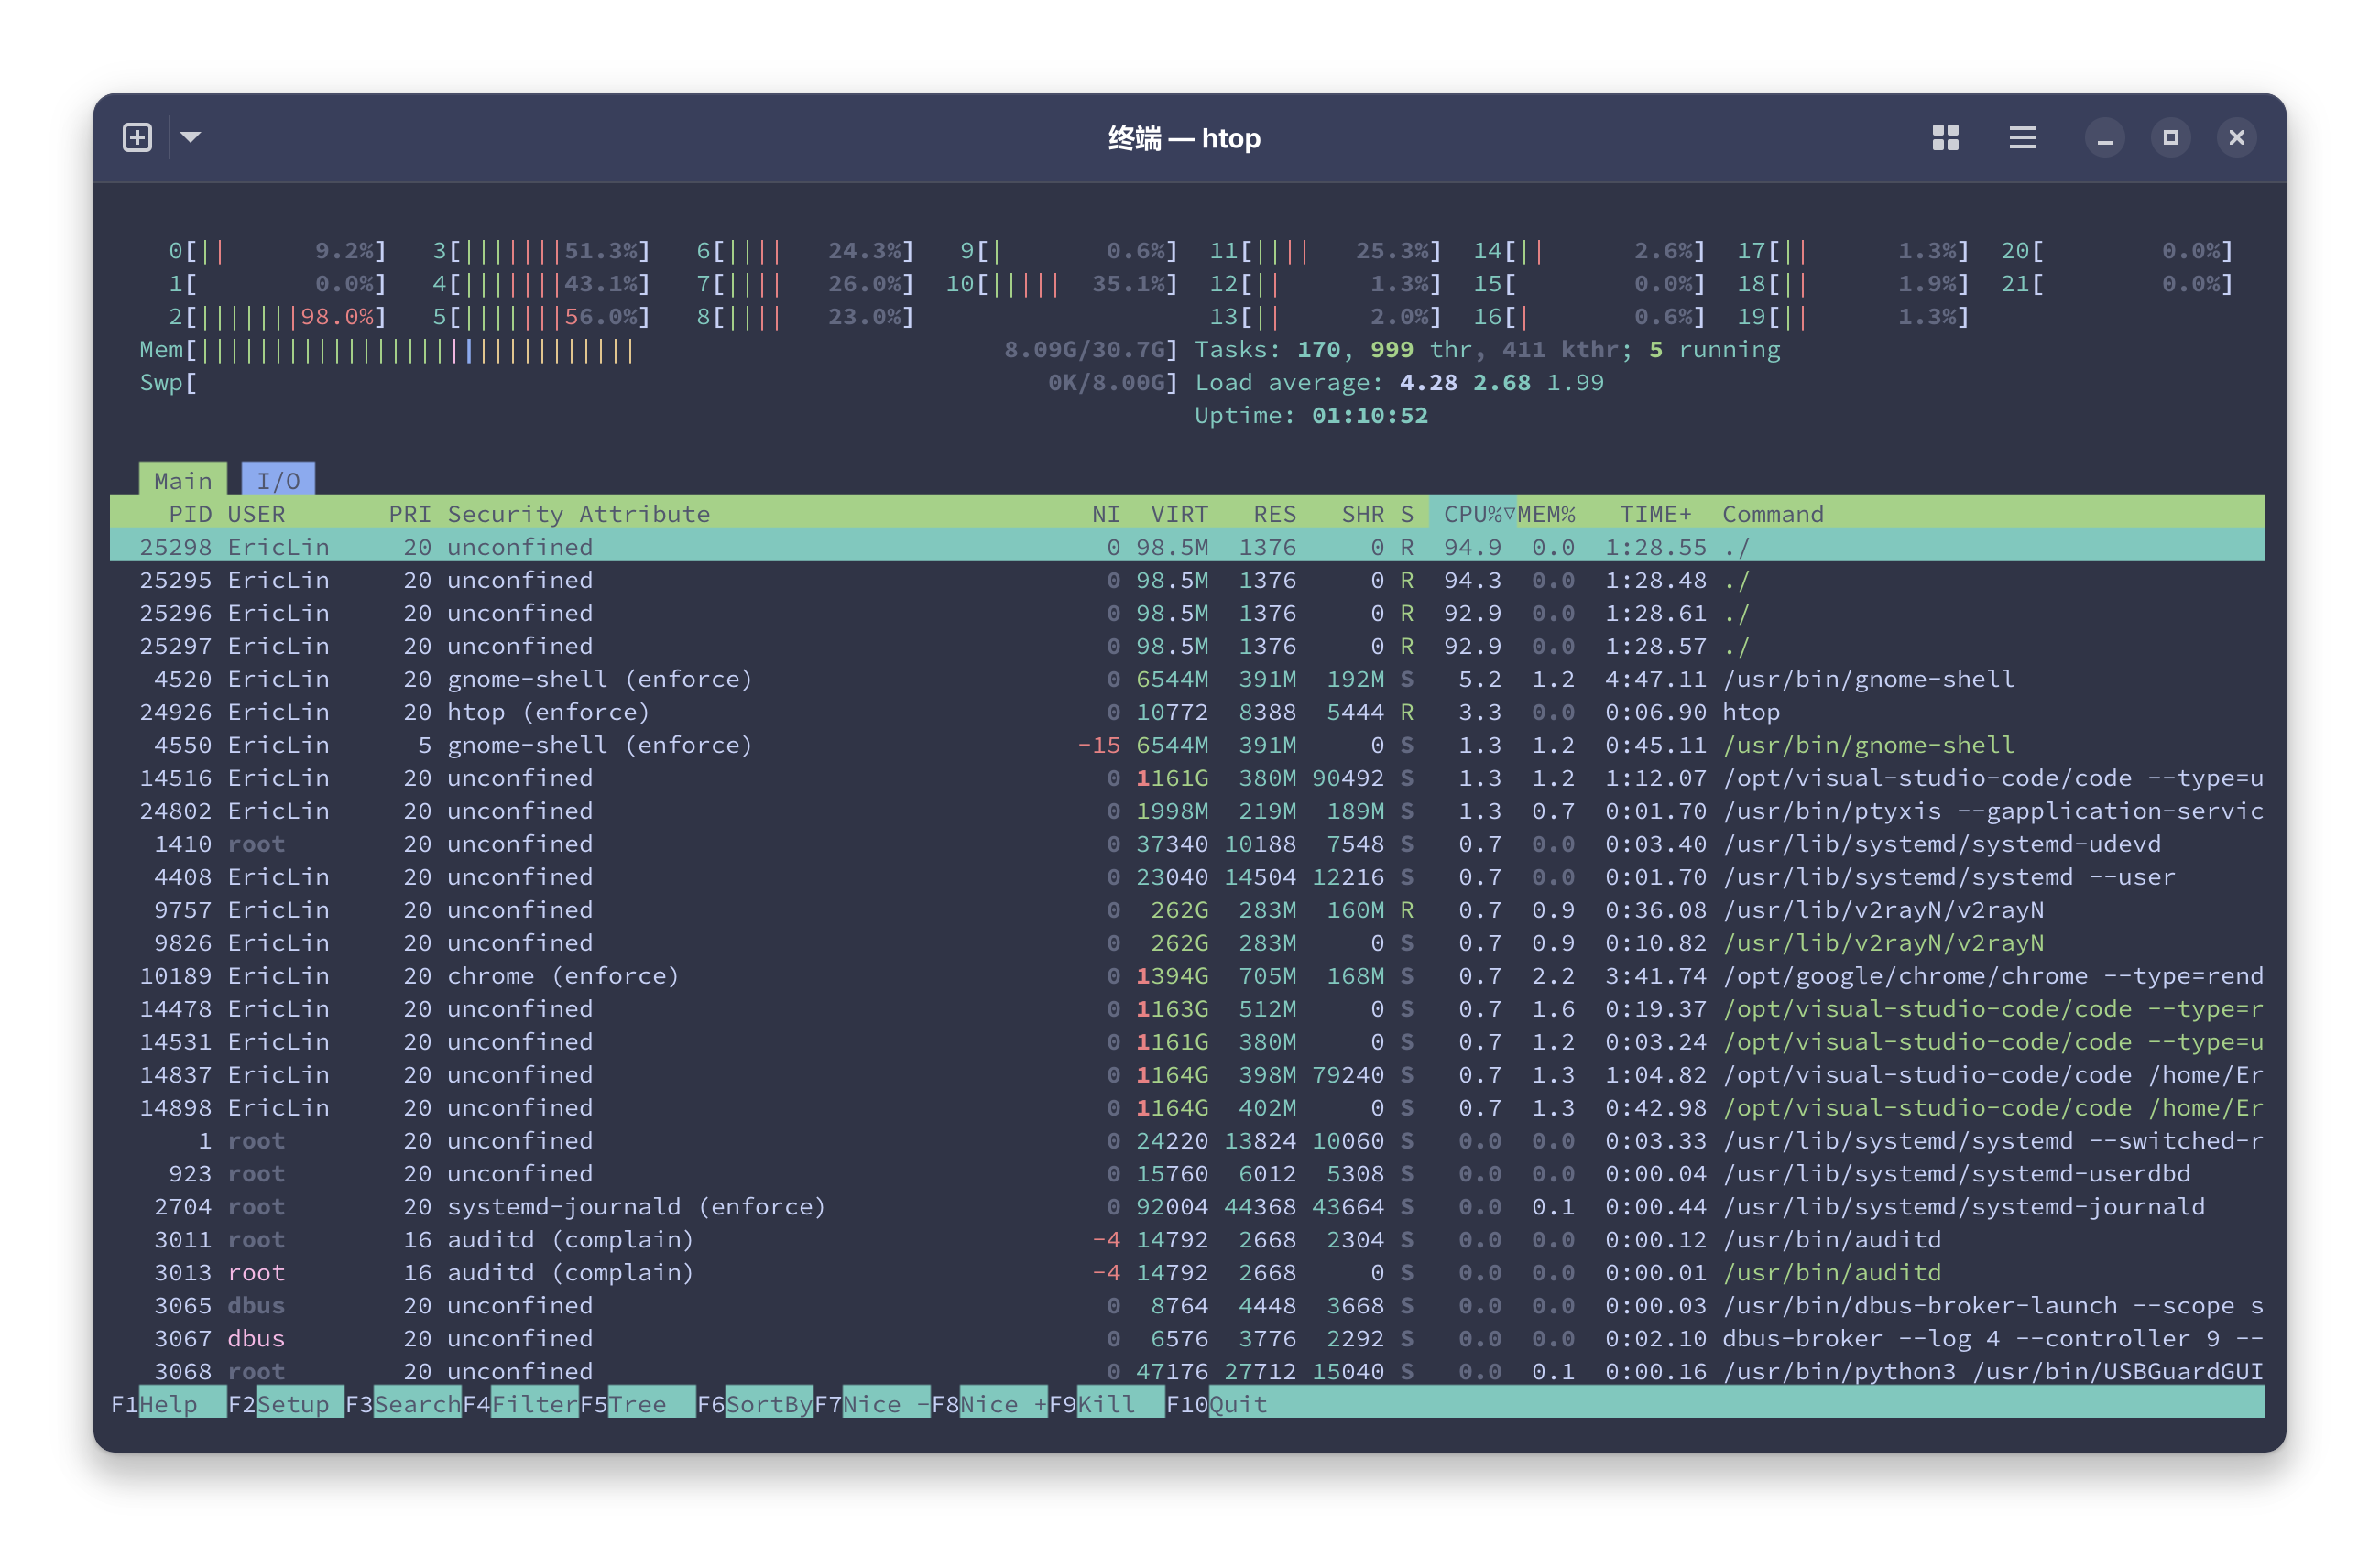 终端 — htop
0[|| 9.2%] 3[|||||||51.3%] 6[|||| 24.3%] 9[| 0.6%] 11[|||| 25.3%] 14[|| 2.6%] 17[|| 1.3%] 20[ 0.0%]
1[ 0.0%] 4[|||||||43.1%] 7[|||| 26.0%] 10[||||| 35.1%] 12[|| 1.3%] 15[ 0.0%] 18[|| 1.9%] 21[ 0.0%]
2[|||||||98.0%] 5[|||||||56.0%] 8[|||| 23.0%] 13[|| 2.0%] 16[| 0.6%] 19[|| 1.3%]
Mem[|||||||||||||||||||||||||||||| 8.09G/30.7G] Tasks: 170, 999 thr, 411 kthr; 5 running
Swp[ 0K/8.00G] Load average: 4.28 2.68 1.99
Uptime: 01:10:52
Main I/O
PID USER PRI Security Attribute NI VIRT RES SHR S CPU%▽MEM% TIME+ Command
25298 EricLin 20 unconfined 0 98.5M 1376 0 R 94.9 0.0 1:28.55 ./
25295 EricLin 20 unconfined 0 98.5M 1376 0 R 94.3 0.0 1:28.48 ./
25296 EricLin 20 unconfined 0 98.5M 1376 0 R 92.9 0.0 1:28.61 ./
25297 EricLin 20 unconfined 0 98.5M 1376 0 R 92.9 0.0 1:28.57 ./
4520 EricLin 20 gnome-shell (enforce) 0 6544M 391M 192M S 5.2 1.2 4:47.11 /usr/bin/gnome-shell
24926 EricLin 20 htop (enforce) 0 10772 8388 5444 R 3.3 0.0 0:06.90 htop
4550 EricLin 5 gnome-shell (enforce) -15 6544M 391M 0 S 1.3 1.2 0:45.11 /usr/bin/gnome-shell
14516 EricLin 20 unconfined 0 1161G 380M 90492 S 1.3 1.2 1:12.07 /opt/visual-studio-code/code --type=u
24802 EricLin 20 unconfined 0 1998M 219M 189M S 1.3 0.7 0:01.70 /usr/bin/ptyxis --gapplication-servic
1410 root 20 unconfined 0 37340 10188 7548 S 0.7 0.0 0:03.40 /usr/lib/systemd/systemd-udevd
4408 EricLin 20 unconfined 0 23040 14504 12216 S 0.7 0.0 0:01.70 /usr/lib/systemd/systemd --user
9757 EricLin 20 unconfined 0 262G 283M 160M R 0.7 0.9 0:36.08 /usr/lib/v2rayN/v2rayN
9826 EricLin 20 unconfined 0 262G 283M 0 S 0.7 0.9 0:10.82 /usr/lib/v2rayN/v2rayN
10189 EricLin 20 chrome (enforce) 0 1394G 705M 168M S 0.7 2.2 3:41.74 /opt/google/chrome/chrome --type=rend
14478 EricLin 20 unconfined 0 1163G 512M 0 S 0.7 1.6 0:19.37 /opt/visual-studio-code/code --type=r
14531 EricLin 20 unconfined 0 1161G 380M 0 S 0.7 1.2 0:03.24 /opt/visual-studio-code/code --type=u
14837 EricLin 20 unconfined 0 1164G 398M 79240 S 0.7 1.3 1:04.82 /opt/visual-studio-code/code /home/Er
14898 EricLin 20 unconfined 0 1164G 402M 0 S 0.7 1.3 0:42.98 /opt/visual-studio-code/code /home/Er
1 root 20 unconfined 0 24220 13824 10060 S 0.0 0.0 0:03.33 /usr/lib/systemd/systemd --switched-r
923 root 20 unconfined 0 15760 6012 5308 S 0.0 0.0 0:00.04 /usr/lib/systemd/systemd-userdbd
2704 root 20 systemd-journald (enforce) 0 92004 44368 43664 S 0.0 0.1 0:00.44 /usr/lib/systemd/systemd-journald
3011 root 16 auditd (complain) -4 14792 2668 2304 S 0.0 0.0 0:00.12 /usr/bin/auditd
3013 root 16 auditd (complain) -4 14792 2668 0 S 0.0 0.0 0:00.01 /usr/bin/auditd
3065 dbus 20 unconfined 0 8764 4448 3668 S 0.0 0.0 0:00.03 /usr/bin/dbus-broker-launch --scope s
3067 dbus 20 unconfined 0 6576 3776 2292 S 0.0 0.0 0:02.10 dbus-broker --log 4 --controller 9 --
3068 root 20 unconfined 0 47176 27712 15040 S 0.0 0.1 0:00.16 /usr/bin/python3 /usr/bin/USBGuardGUI
F1Help F2Setup F3SearchF4FilterF5Tree F6SortByF7Nice -F8Nice +F9Kill F10Quit